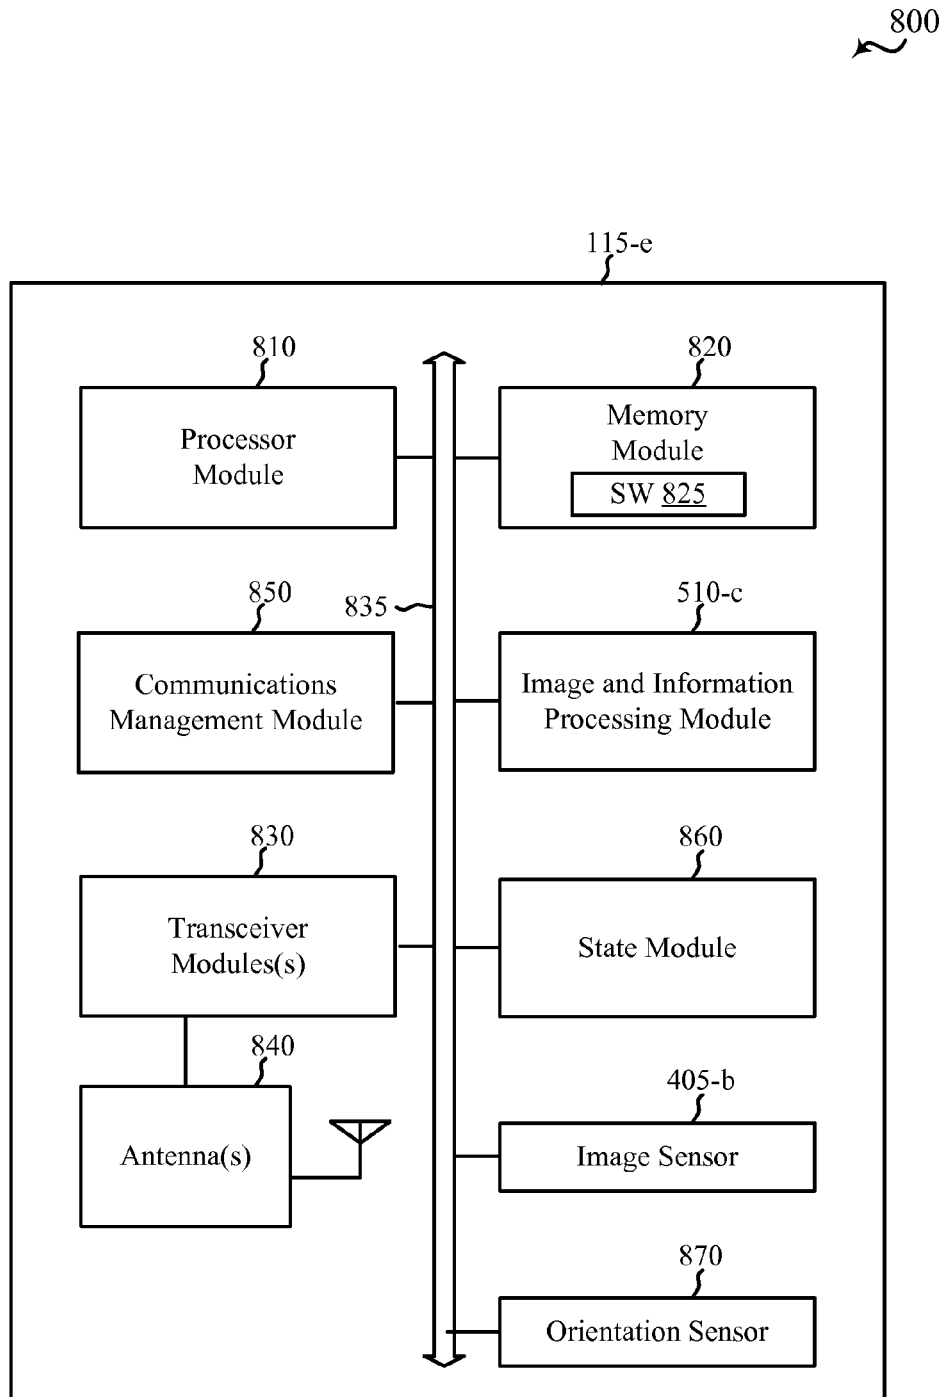 800
115-e
810
820
Processor
Module
Memory
Module
SW 825
850
835
510-c
Communications
Management Module
Image and Information
Processing Module
830
860
Transceiver
Modules(s)
State Module
840
405-b
Antenna(s)
Image Sensor
870
Orientation Sensor